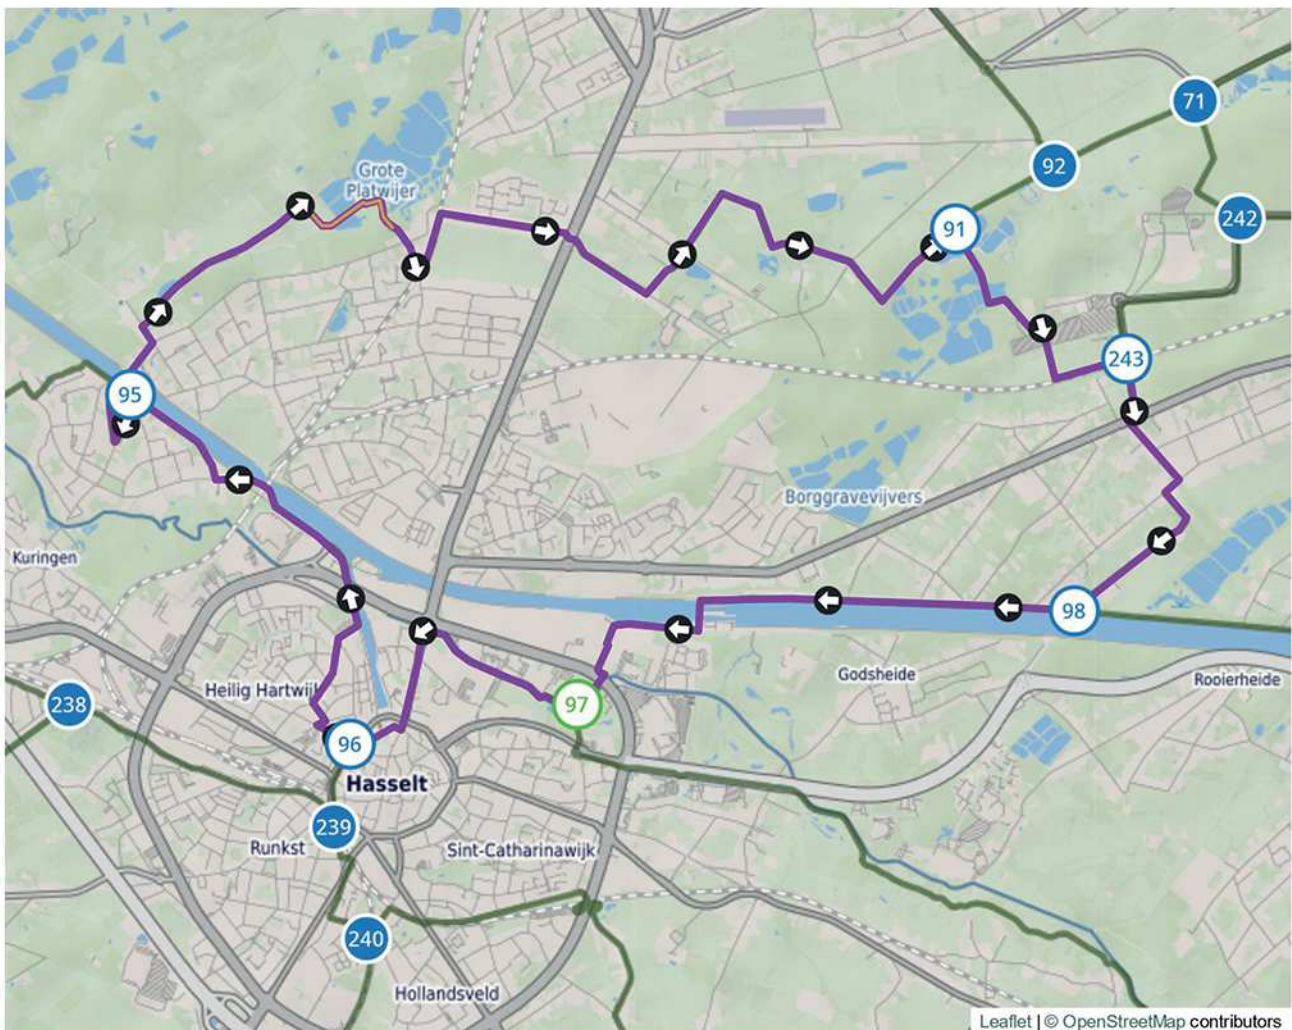 71
92
Grote
Platwijer
242
91
243
95
Borggravevijvers
Kuringen
98
Godsheide
Rooierheide
Heilig Hartwij
238
97
96
Hasselt
239
Runkst
Sint-Catharinawijk
240
Hollandsveld
Leaflet | © OpenStreetMap contributors